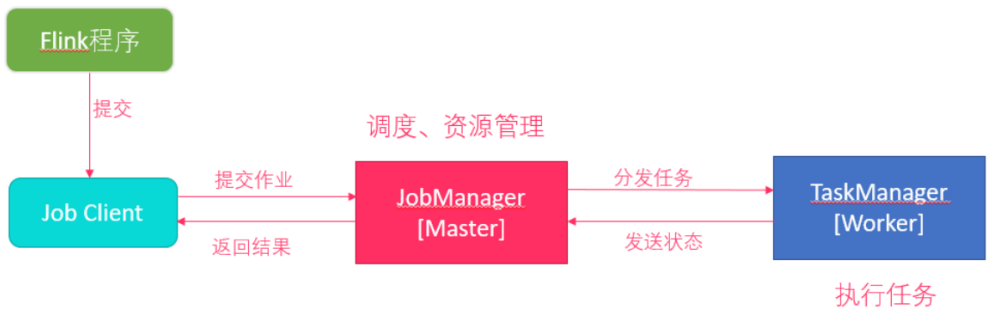 Flink程序
提交
调度、资源管理
Job Client
提交作业
返回结果
JobManager
[Master]
分发任务
发送状态
TaskManager
[Worker]
执行任务